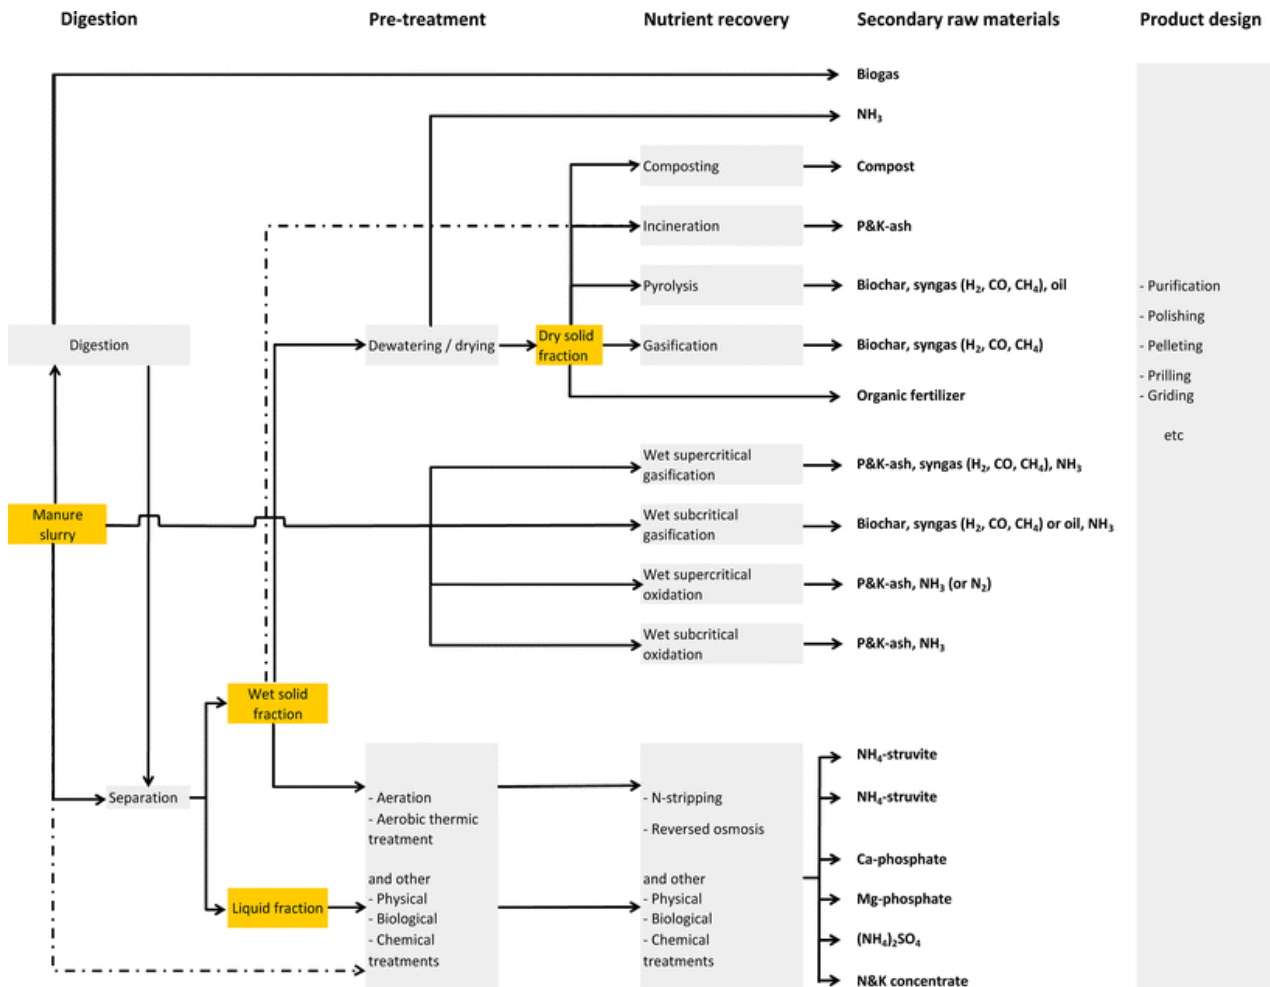 Digestion
Pre-treatment
Nutrient recovery
Secondary raw materials
Product design
Biogas
NH₃
Composting
Compost
Incineration
P&K-ash
Pyrolysis
Biochar, syngas (H₂, CO, CH₄), oil
Digestion
Dewatering / drying
Dry solid
fraction
Gasification
Biochar, syngas (H₂, CO, CH₄)
Organic fertilizer
- Purification
- Polishing
- Pelleting
- Prilling
- Griding
etc
Manure
slurry
Wet supercritical
gasification
P&K-ash, syngas (H₂, CO, CH₄), NH₃
Wet subcritical
gasification
Biochar, syngas (H₂, CO, CH₄) or oil, NH₃
Wet supercritical
oxidation
P&K-ash, NH₃ (or N₂)
Wet subcritical
oxidation
P&K-ash, NH₃
Wet solid
fraction
Separation
Liquid fraction
- Aeration
- Aerobic thermic
treatment
and other
- Physical
- Biological
- Chemical
treatments
- N-stripping
- Reversed osmosis
and other
- Physical
- Biological
- Chemical
treatments
NH₄-struvite
NH₄-struvite
Ca-phosphate
Mg-phosphate
(NH₄)₂SO₄
N&K concentrate